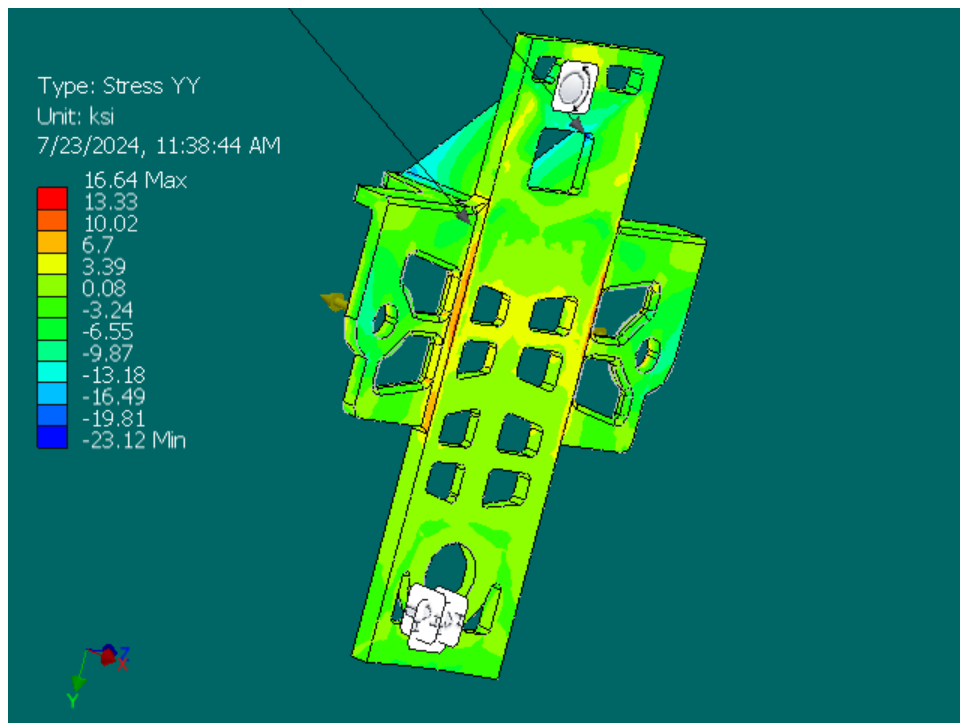 Type: Stress YY
Unit: ksi
7/23/2024, 11:38:44 AM
16.64 Max
13.33
10.02
6.7
3.39
0.08
-3.24
-6.55
-9.87
-13.18
-16.49
-19.81
-23.12 Min
Z
X
Y